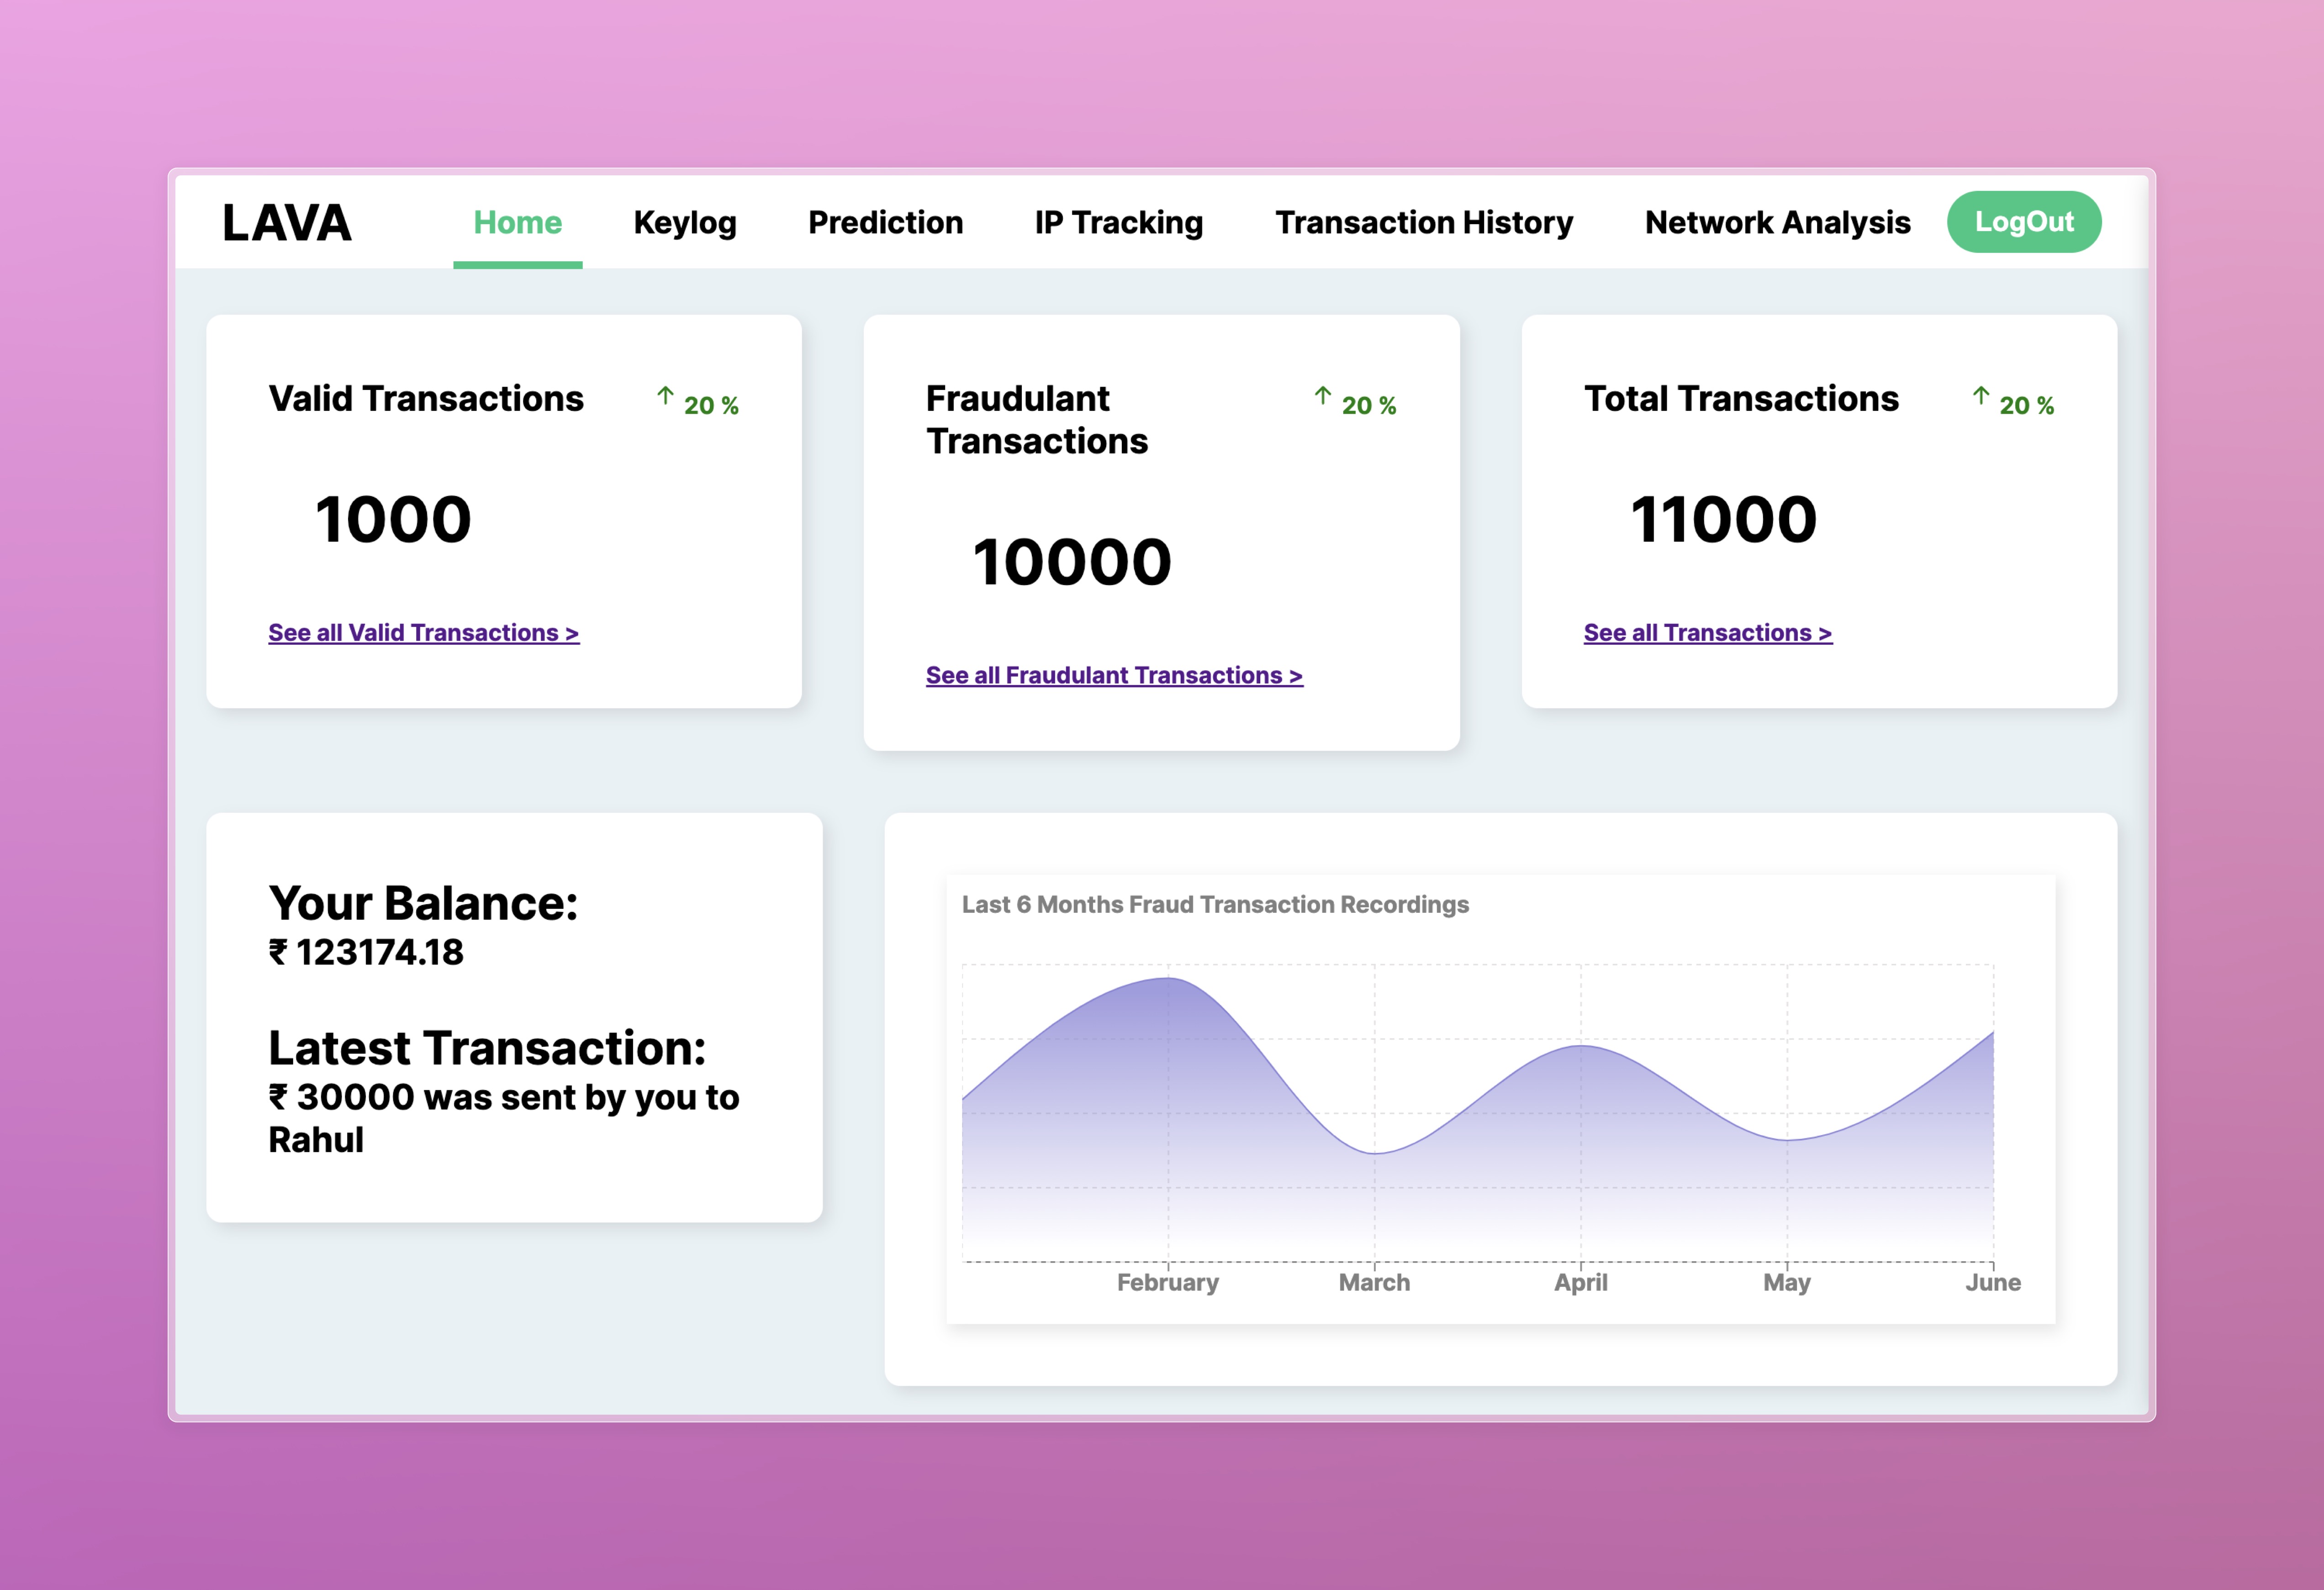 LAVA
Home
Keylog
Prediction
IP Tracking
Transaction History
Network Analysis
LogOut
Valid Transactions
↑ 20 %
1000
See all Valid Transactions >
Fraudulant
Transactions
↑ 20 %
10000
See all Fraudulant Transactions >
Total Transactions
↑ 20 %
11000
See all Transactions >
Your Balance:
₹ 123174.18
Latest Transaction:
₹ 30000 was sent by you to
Rahul
Last 6 Months Fraud Transaction Recordings
February
March
April
May
June